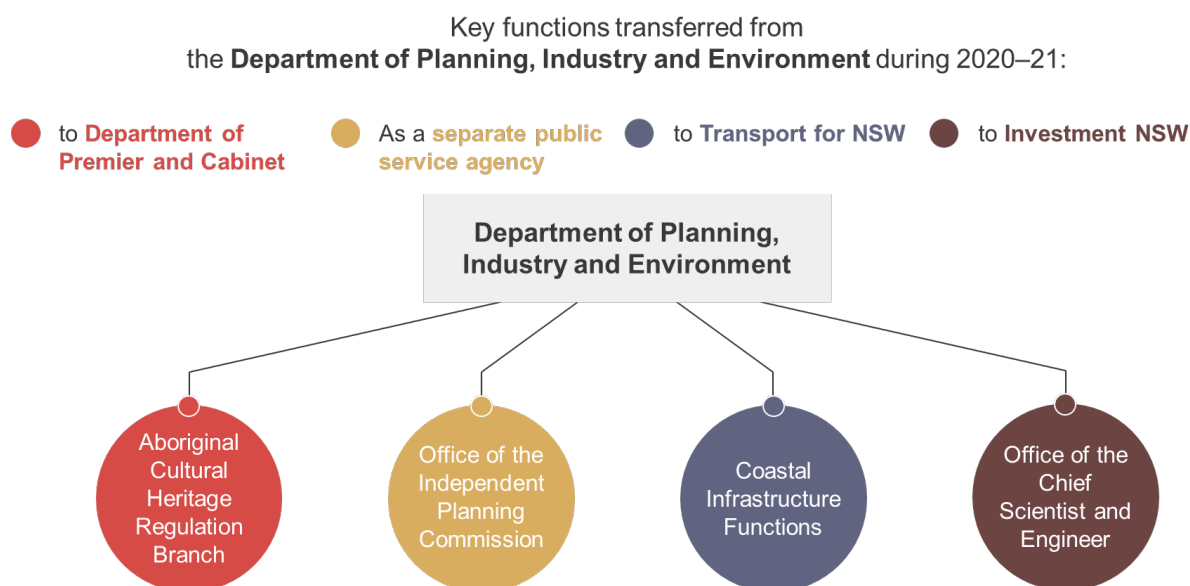 Key functions transferred from
the Department of Planning, Industry and Environment during 2020–21:
to Department of
Premier and Cabinet
As a separate public
service agency
to Transport for NSW
to Investment NSW
Department of Planning,
Industry and Environment
Aboriginal
Cultural
Heritage
Regulation
Branch
Office of the
Independent
Planning
Commission
Coastal
Infrastructure
Functions
Office of the
Chief
Scientist and
Engineer